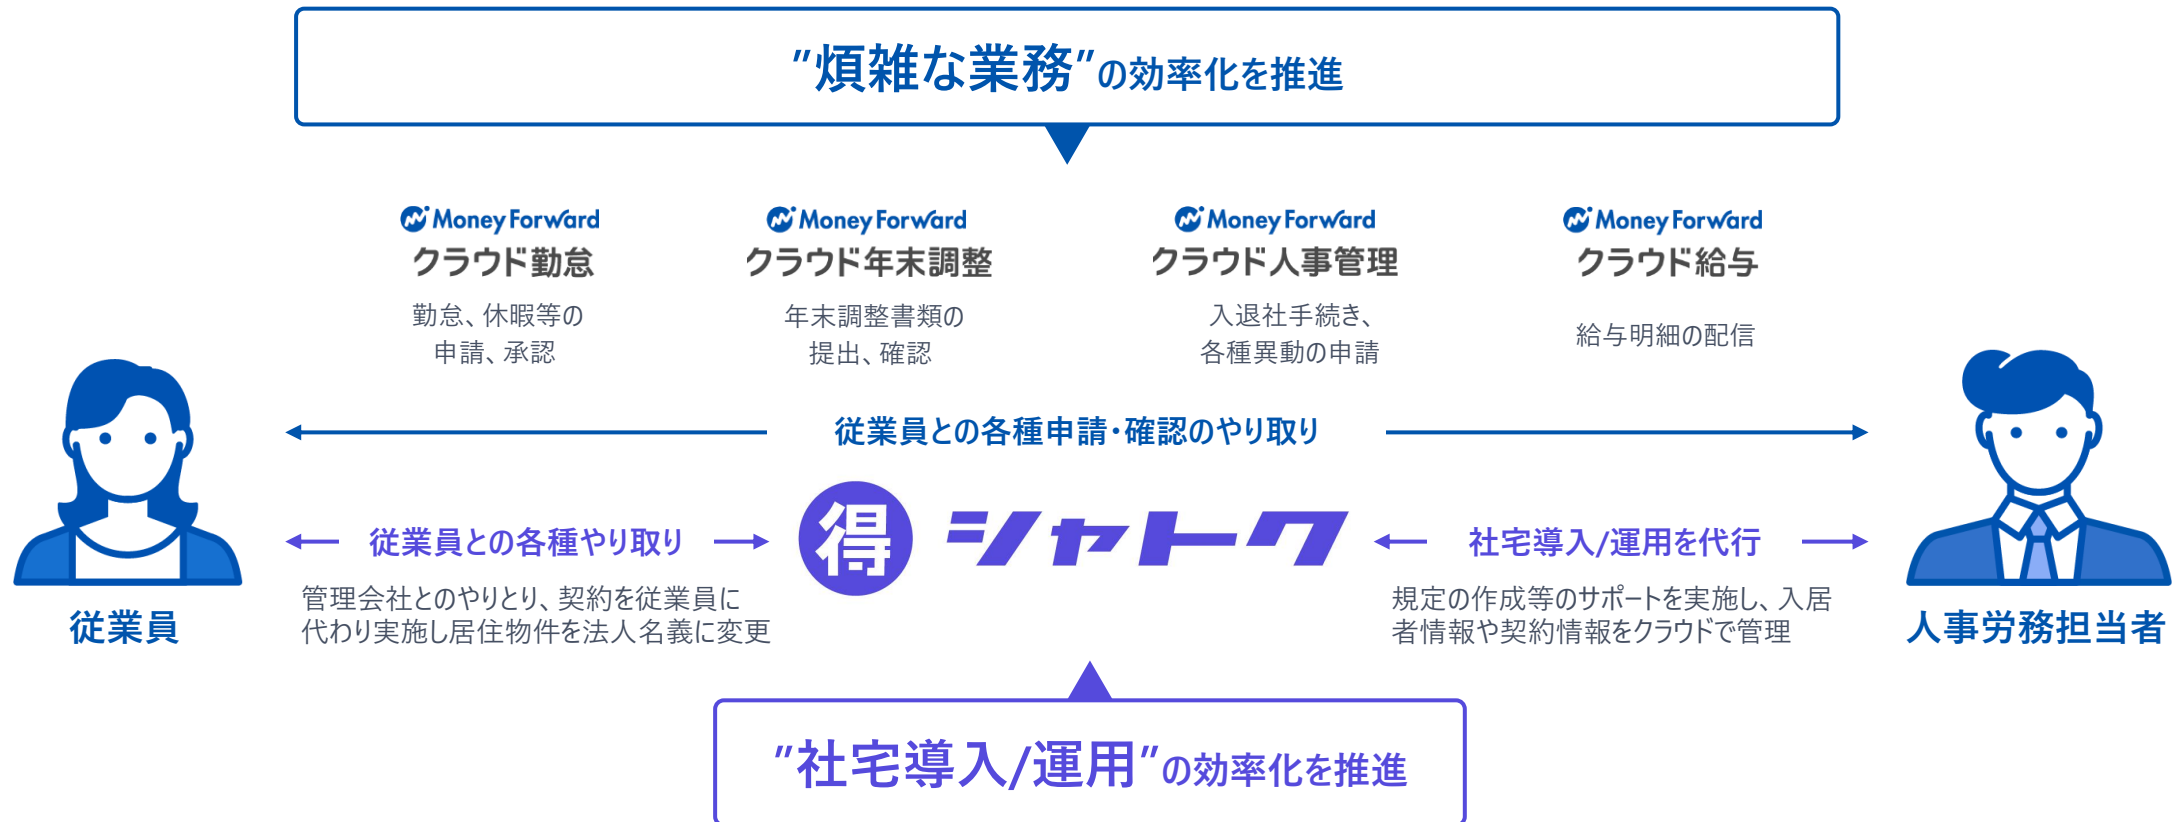 ”煩雑な業務”の効率化を推進
Money Forward
クラウド勤怠
勤怠、休暇等の
申請、承認
Money Forward
クラウド年末調整
年末調整書類の
提出、確認
Money Forward
クラウド人事管理
入退社手続き、
各種異動の申請
Money Forward
クラウド給与
給与明細の配信
従業員との各種申請・確認のやり取り
従業員との各種やり取り
管理会社とのやりとり、契約を従業員に
代わり実施し居住物件を法人名義に変更
得 シャトク
社宅導入/運用を代行
規定の作成等のサポートを実施し、入居
者情報や契約情報をクラウドで管理
従業員
人事労務担当者
”社宅導入/運用”の効率化を推進